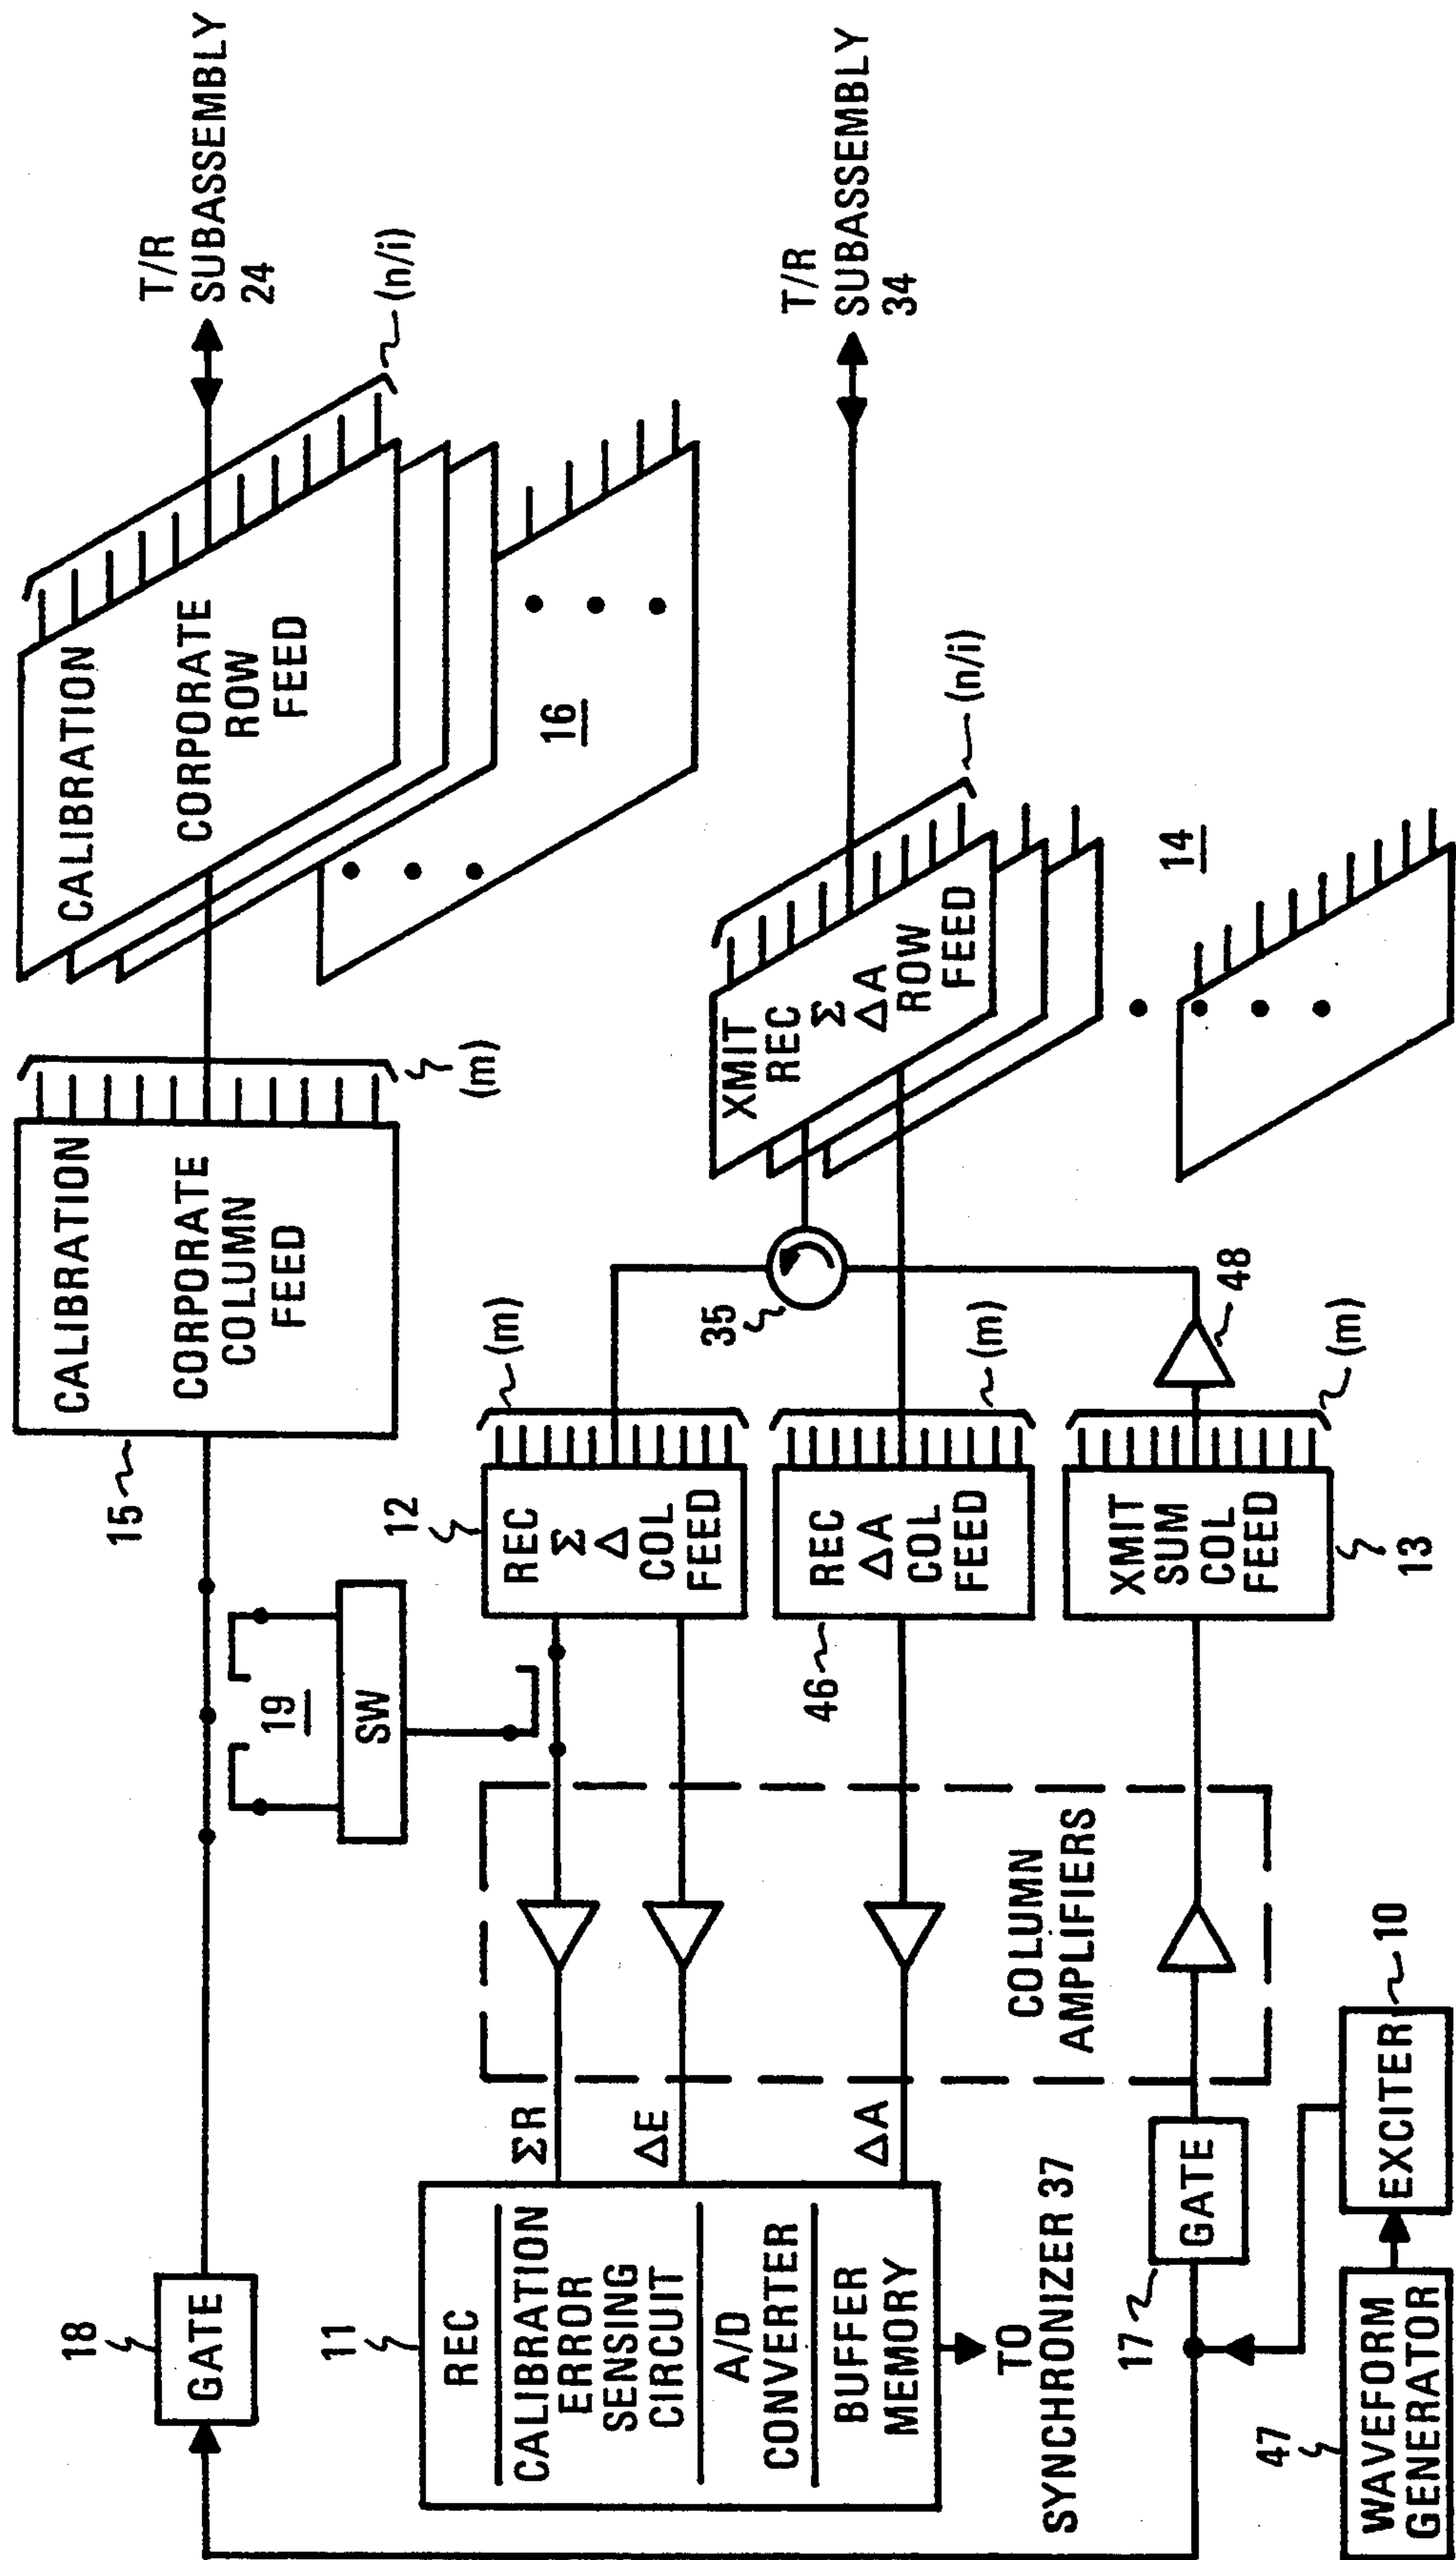 T/R
SUBASSEMBLY
24
(n/i)
CALIBRATION
CORPORATE
ROW
FEED
16
(m)
CALIBRATION
CORPORATE
COLUMN
FEED
15
19
SW
18
GATE
T/R
SUBASSEMBLY
34
(n/i)
XMIT
REC
Σ
ΔA
ROW
FEED
14
35
48
12
(m)
REC
Σ
Δ
COL
FEED
46
(m)
REC
ΔA
COL
FEED
(m)
XMIT
SUM
COL
FEED
13
COLUMN
AMPLIFIERS
ΣR
ΔE
ΔA
11
REC
CALIBRATION
ERROR
SENSING
CIRCUIT
A/D
CONVERTER
BUFFER
MEMORY
TO
SYNCHRONIZER 37
17
GATE
10
EXCITER
47
WAVEFORM
GENERATOR